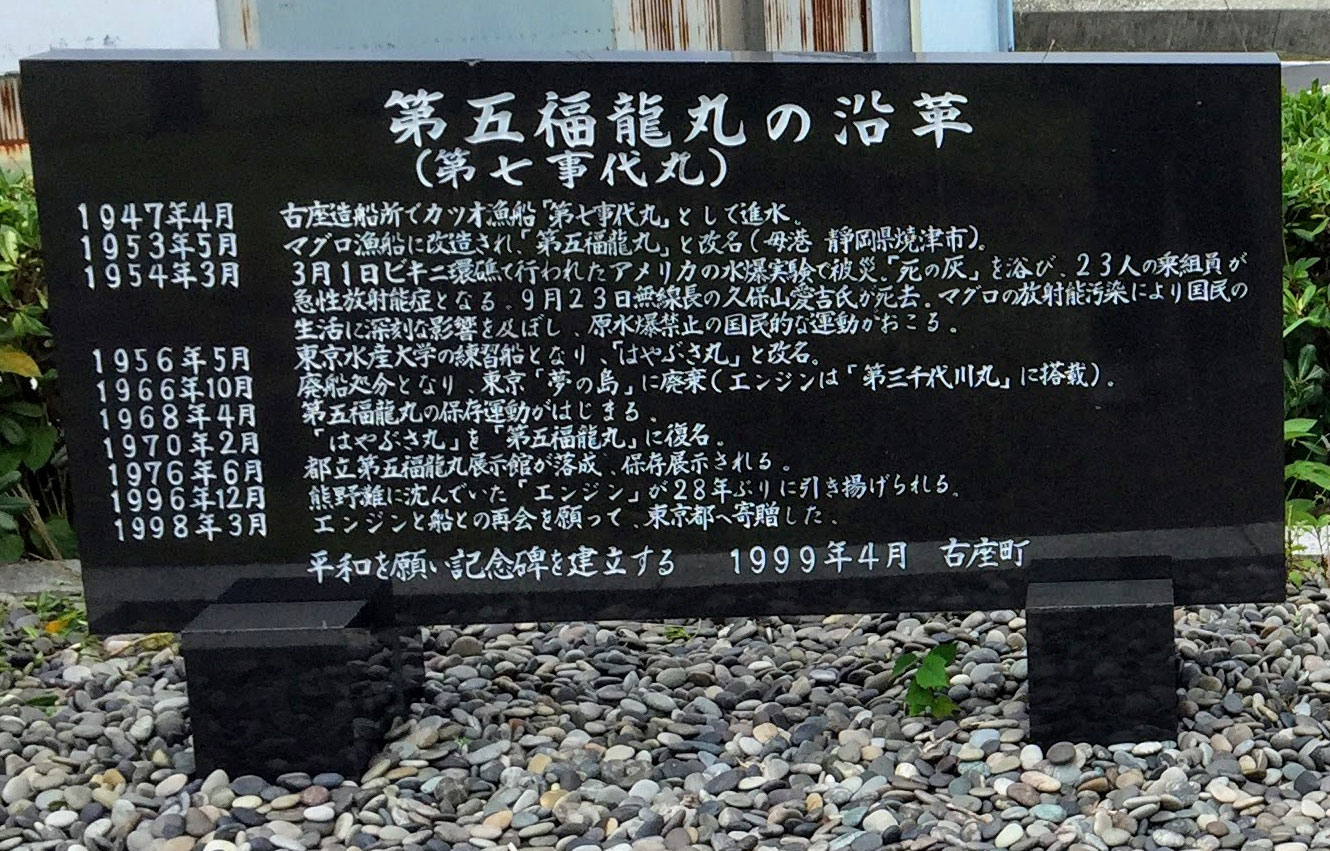 第五福龍丸の沿革
(第七事代丸)
1947年4月 古座造船所でカツオ漁船「第七事代丸」として進水。
1953年5月 マグロ漁船に改造され、「第五福龍丸」と改名(母港 静岡県焼津市)。
1954年3月 3月1日ビキニ環礁で行われたアメリカの水爆実験で被災、「死の灰」を浴び、23人の乗組員が
急性放射能症となる。9月23日無線長の久保山愛吉氏が死去。マグロの放射能汚染により国民の
生活に深刻な影響を及ぼし、原水爆禁止の国民的な運動がおこる。
1956年5月 東京水産大学の練習船となり、「はやぶさ丸」と改名。
1966年10月 廃船処分となり、東京「夢の島」に廃棄(エンジンは「第三千代川丸」に搭載)。
1968年4月 第五福龍丸の保存運動がはじまる。
1970年2月 「はやぶさ丸」を「第五福龍丸」に復名。
1976年6月 都立第五福龍丸展示館が落成、保存展示される。
1996年12月 熊野灘に沈んでいた「エンジン」が28年ぶりに引き揚げられる。
1998年3月 エンジンと船との再会を願って、東京都へ寄贈した。
平和を願い記念碑を建立する 1999年4月 古座町